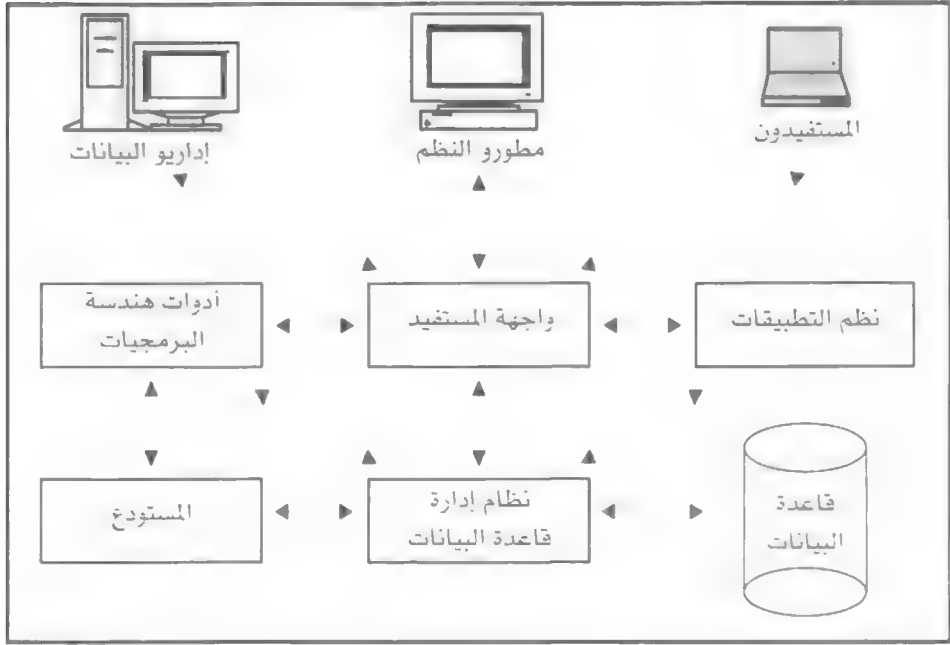 المستفيدون
مطورو النظم
إداريو البيانات
نظم التطبيقات
واجهة المستفيد
أدوات هندسة
البرمجيات
قاعدة
البيانات
نظام إدارة
قاعدة البيانات
المستودع